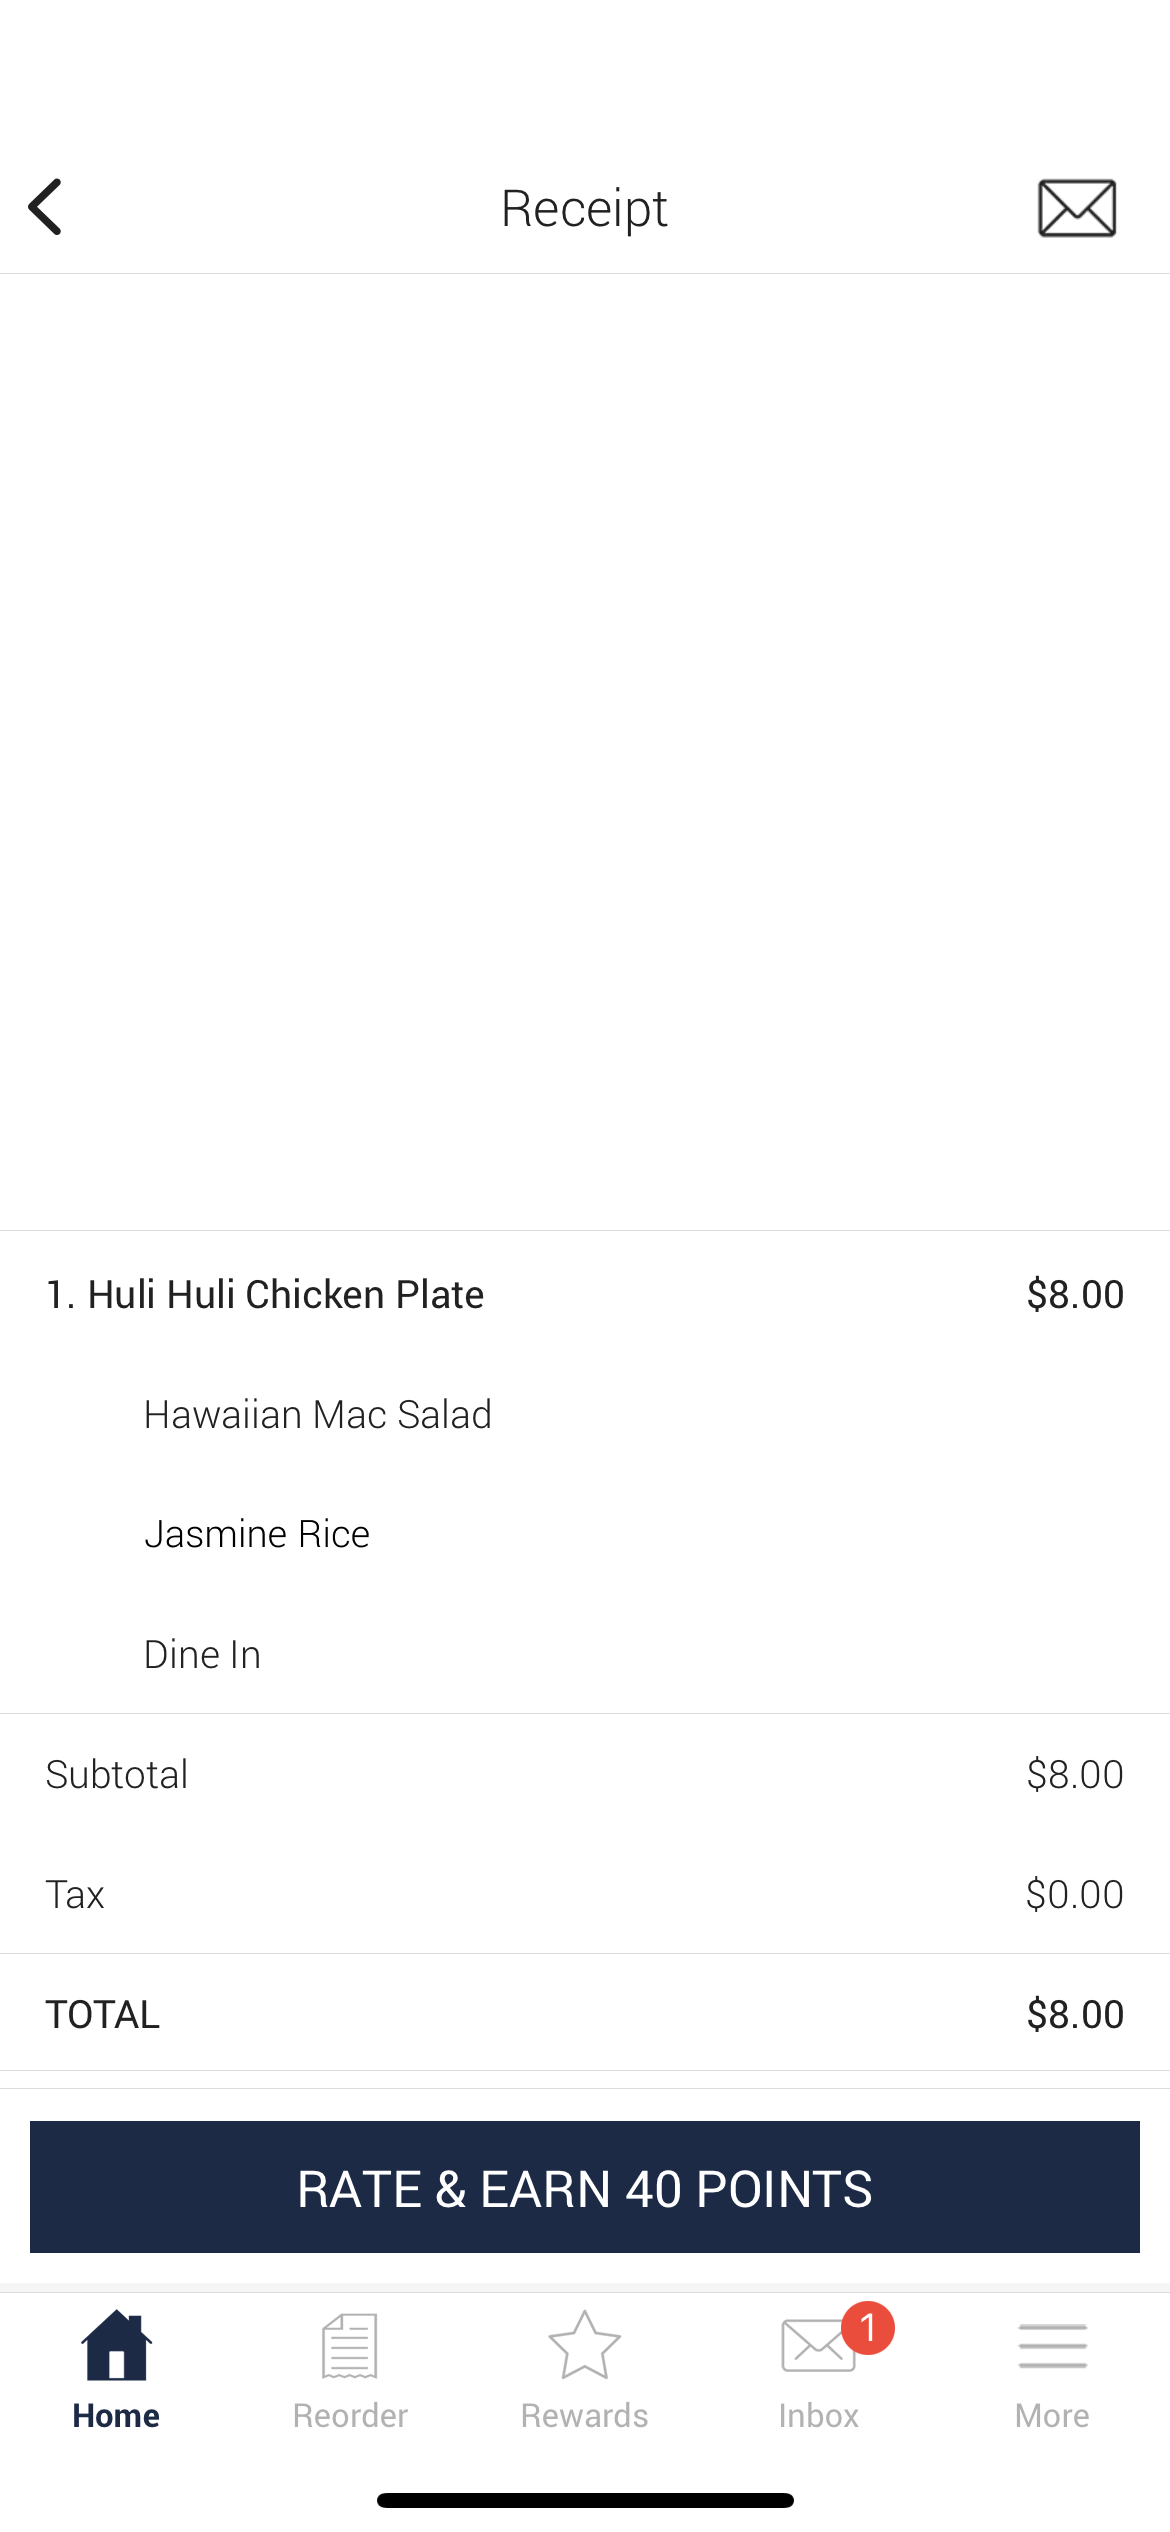 Receipt
1. Huli Huli Chicken Plate $8.00
Hawaiian Mac Salad
Jasmine Rice
Dine In
Subtotal $8.00
Tax $0.00
TOTAL $8.00
RATE & EARN 40 POINTS
1
Home Reorder Rewards Inbox More